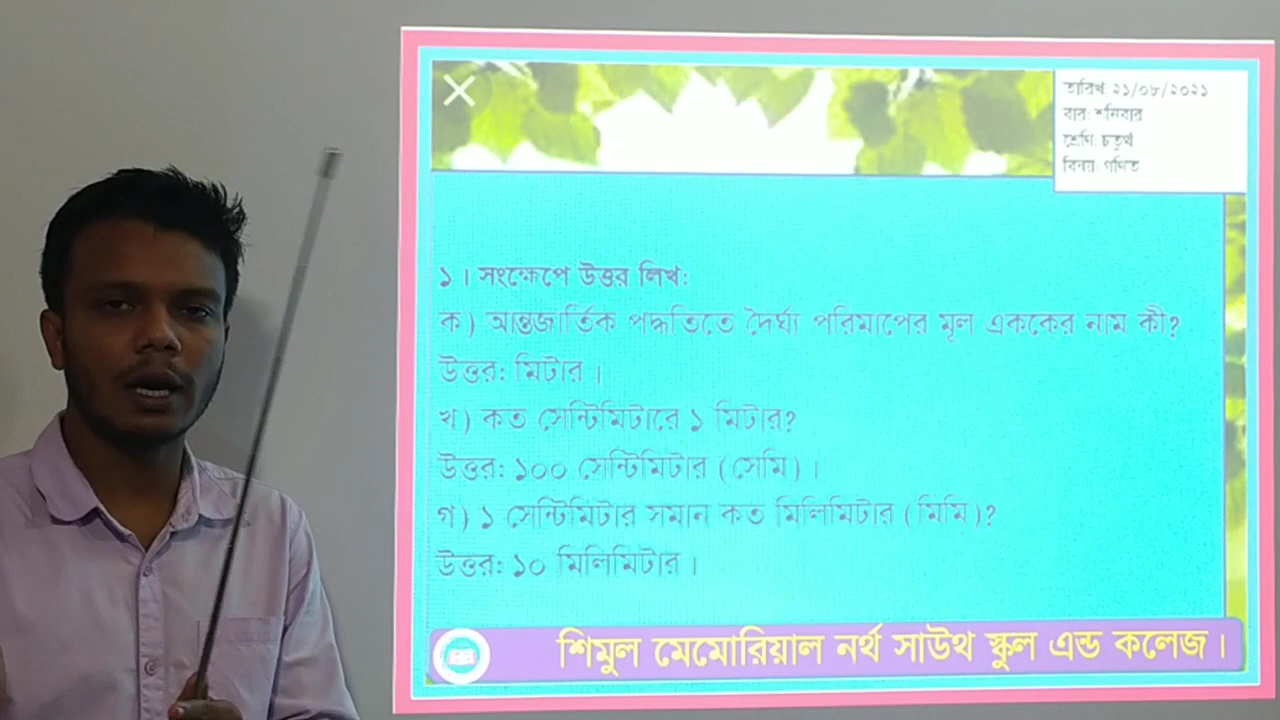 তারিখ: ২১/০৮/২০২১
বার: শনিবার
শ্রেণি: চতুর্থ
বিষয়: গণিত
১। সংক্ষেপে উত্তর লিখ:
ক) আন্তজার্তিক পদ্ধতিতে দৈর্ঘ্য পরিমাপের মূল এককের নাম কী?
উত্তর: মিটার।
খ) কত সেন্টিমিটারে ১ মিটার?
উত্তর: ১০০ সেন্টিমিটার (সেমি)।
গ) ১ সেন্টিমিটার সমান কত মিলিমিটার (মিমি)?
উত্তর: ১০ মিলিমিটার।
শিমুল মেমোরিয়াল নর্থ সাউথ স্কুল এন্ড কলেজ।